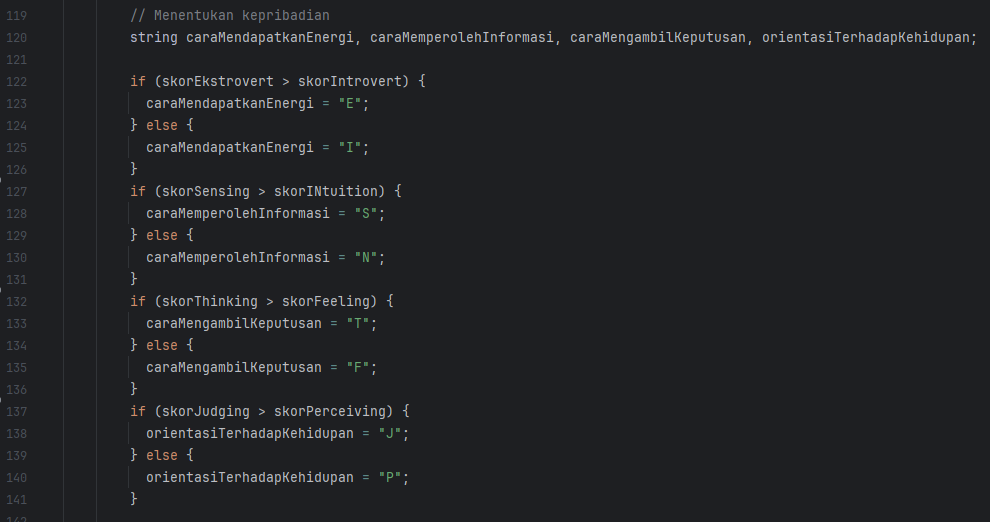 119 // Menentukan kepribadian
120 string caraMendapatkanEnergi, caraMemperolehInformasi, caraMengambilKeputusan, orientasiTerhadapKehidupan;
121
122 if (skorEkstrovert > skorIntrovert) {
123 caraMendapatkanEnergi = "E";
124 } else {
125 caraMendapatkanEnergi = "I";
126 }
127 if (skorSensing > skorINtuition) {
128 caraMemperolehInformasi = "S";
129 } else {
130 caraMemperolehInformasi = "N";
131 }
132 if (skorThinking > skorFeeling) {
133 caraMengambilKeputusan = "T";
134 } else {
135 caraMengambilKeputusan = "F";
136 }
137 if (skorJudging > skorPerceiving) {
138 orientasiTerhadapKehidupan = "J";
139 } else {
140 orientasiTerhadapKehidupan = "P";
141 }